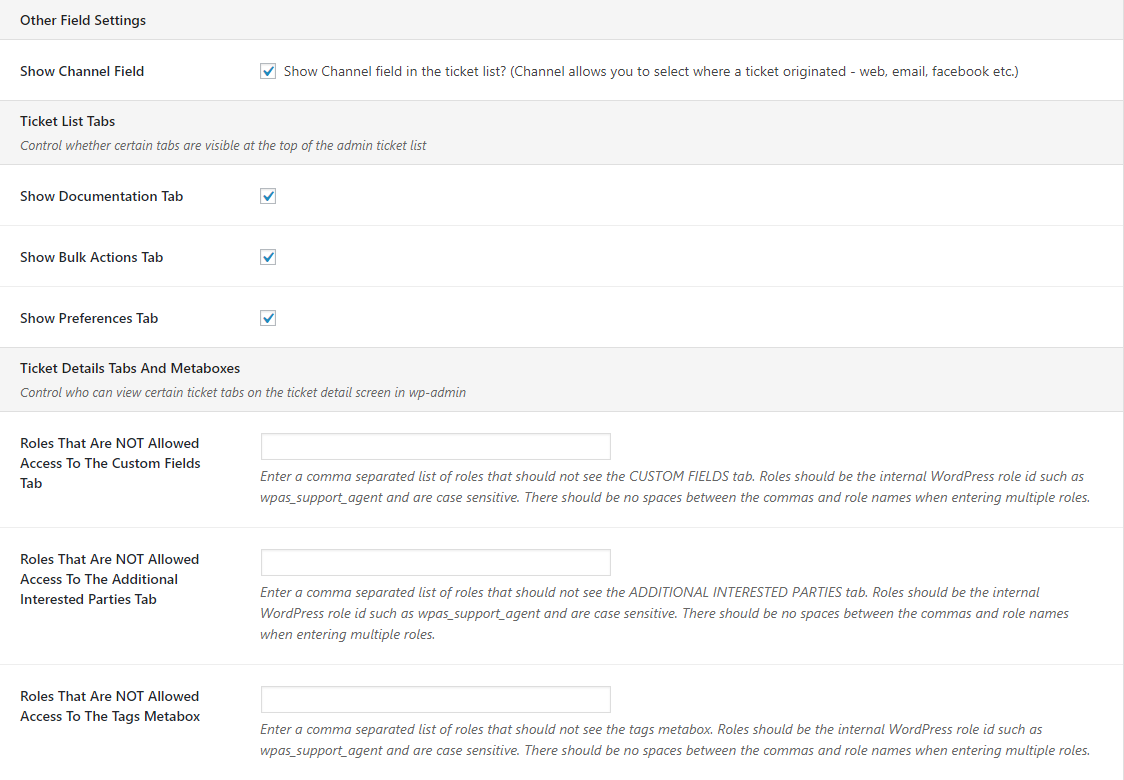 Other Field Settings
Show Channel Field
Show Channel field in the ticket list? (Channel allows you to select where a ticket originated - web, email, facebook etc.)
Ticket List Tabs
Control whether certain tabs are visible at the top of the admin ticket list
Show Documentation Tab
Show Bulk Actions Tab
Show Preferences Tab
Ticket Details Tabs And Metaboxes
Control who can view certain ticket tabs on the ticket detail screen in wp-admin
Roles That Are NOT Allowed
Access To The Custom Fields
Tab
Enter a comma separated list of roles that should not see the CUSTOM FIELDS tab. Roles should be the internal WordPress role id such as
wpas_support_agent and are case sensitive. There should be no spaces between the commas and role names when entering multiple roles.
Roles That Are NOT Allowed
Access To The Additional
Interested Parties Tab
Enter a comma separated list of roles that should not see the ADDITIONAL INTERESTED PARTIES tab. Roles should be the internal
WordPress role id such as wpas_support_agent and are case sensitive. There should be no spaces between the commas and role names
when entering multiple roles.
Roles That Are NOT Allowed
Access To The Tags Metabox
Enter a comma separated list of roles that should not see the tags metabox. Roles should be the internal WordPress role id such as
wpas_support_agent and are case sensitive. There should be no spaces between the commas and role names when entering multiple roles.